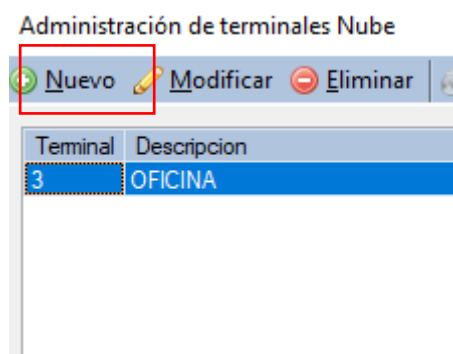 Administración de terminales Nube
Nuevo Modificar Eliminar
Terminal Descripcion
3 OFICINA